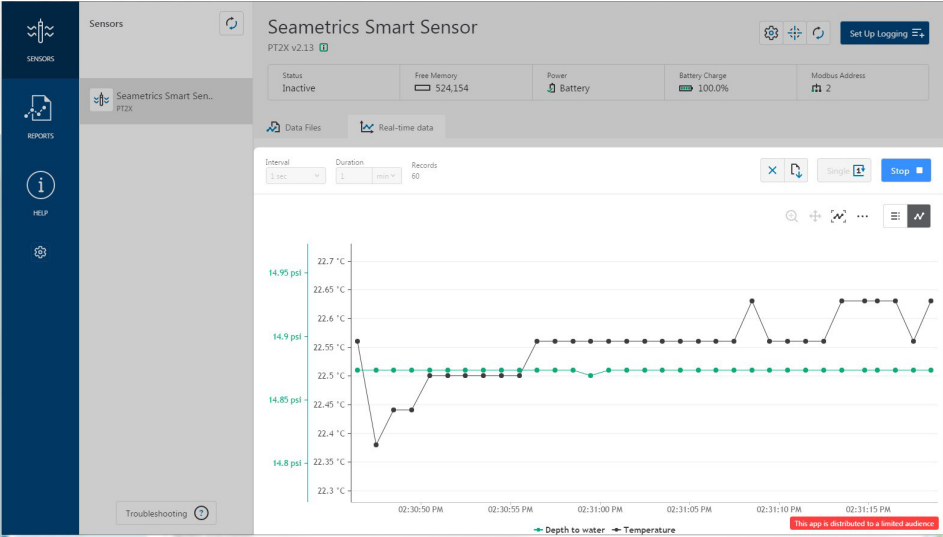 SENSORS
REPORTS
HELP
Sensors
Seametrics Smart Sen..
PT2X
Troubleshooting ?
Seametrics Smart Sensor
PT2X v2.13
Set Up Logging
Status
Inactive
Free Memory
524,154
Power
Battery
Battery Charge
100.0%
Modbus Address
2
Data Files
Real-time data
Interval
1 sec
Duration
1 min
Records
60
Single 1
Stop
14.95 psi
14.9 psi
14.85 psi
14.8 psi
22.7 °C
22.65 °C
22.6 °C
22.55 °C
22.5 °C
22.45 °C
22.4 °C
22.35 °C
22.3 °C
02:30:50 PM 02:30:55 PM 02:31:00 PM 02:31:05 PM 02:31:10 PM 02:31:15 PM
Depth to water Temperature
This app is distributed to a limited audience